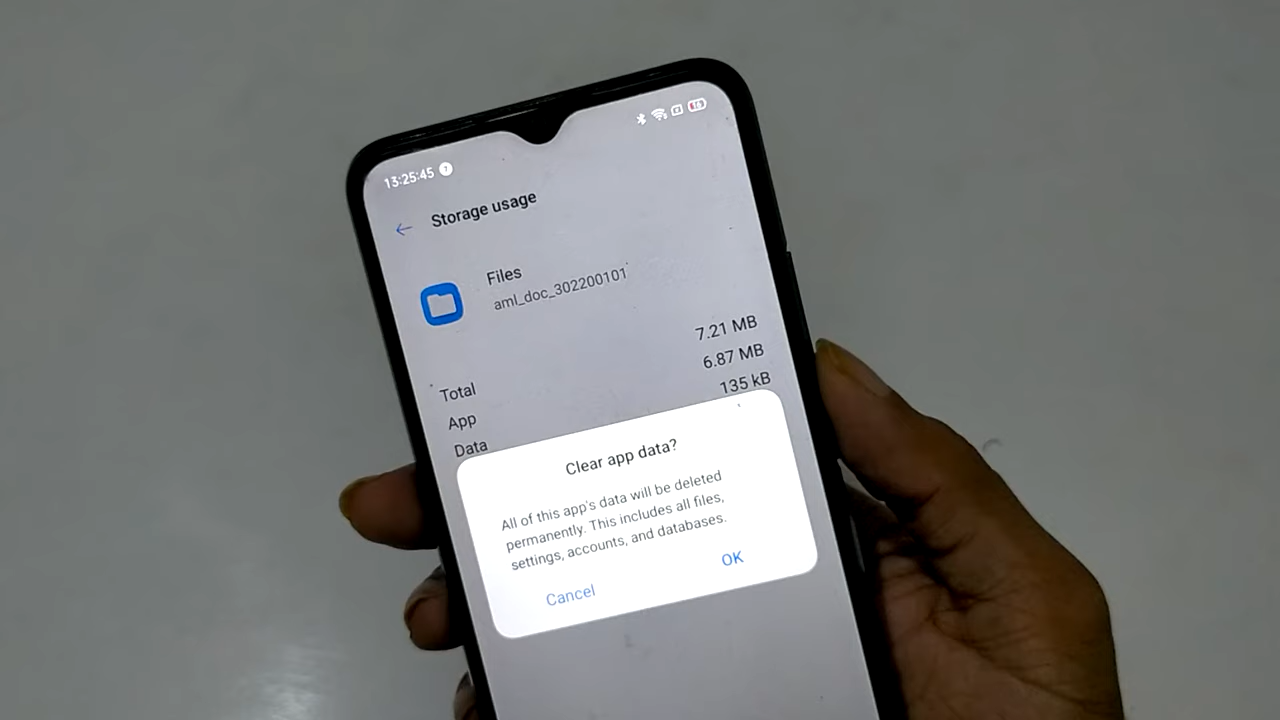 13:25:45
Storage usage
Files
aml_doc_302200101
Total 7.21 MB
App 6.87 MB
Data 135 kB
Clear app data?
All of this app's data will be deleted
permanently. This includes all files,
settings, accounts, and databases.
Cancel OK